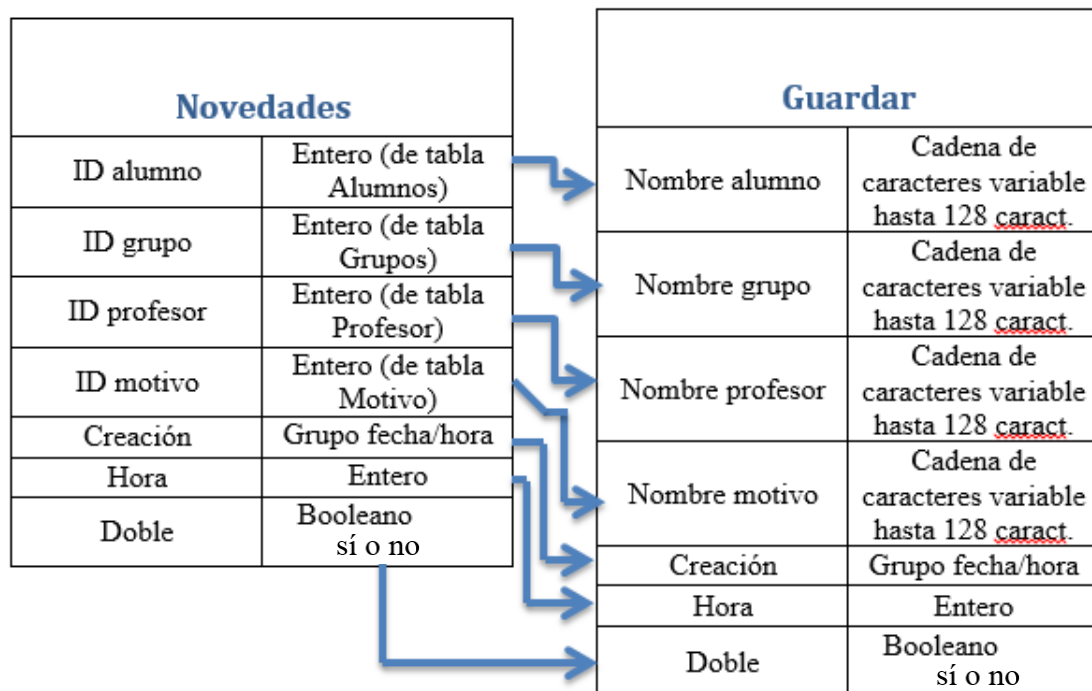 Novedades
ID alumno
Entero (de tabla
Alumnos)
ID grupo
Entero (de tabla
Grupos)
ID profesor
Entero (de tabla
Profesor)
ID motivo
Entero (de tabla
Motivo)
Creación
Grupo fecha/hora
Hora
Entero
Doble
Booleano
sí o no
Guardar
Nombre alumno
Cadena de
caracteres variable
hasta 128 caract.
Nombre grupo
Cadena de
caracteres variable
hasta 128 caract.
Nombre profesor
Cadena de
caracteres variable
hasta 128 caract.
Nombre motivo
Cadena de
caracteres variable
hasta 128 caract.
Creación
Grupo fecha/hora
Hora
Entero
Doble
Booleano
sí o no